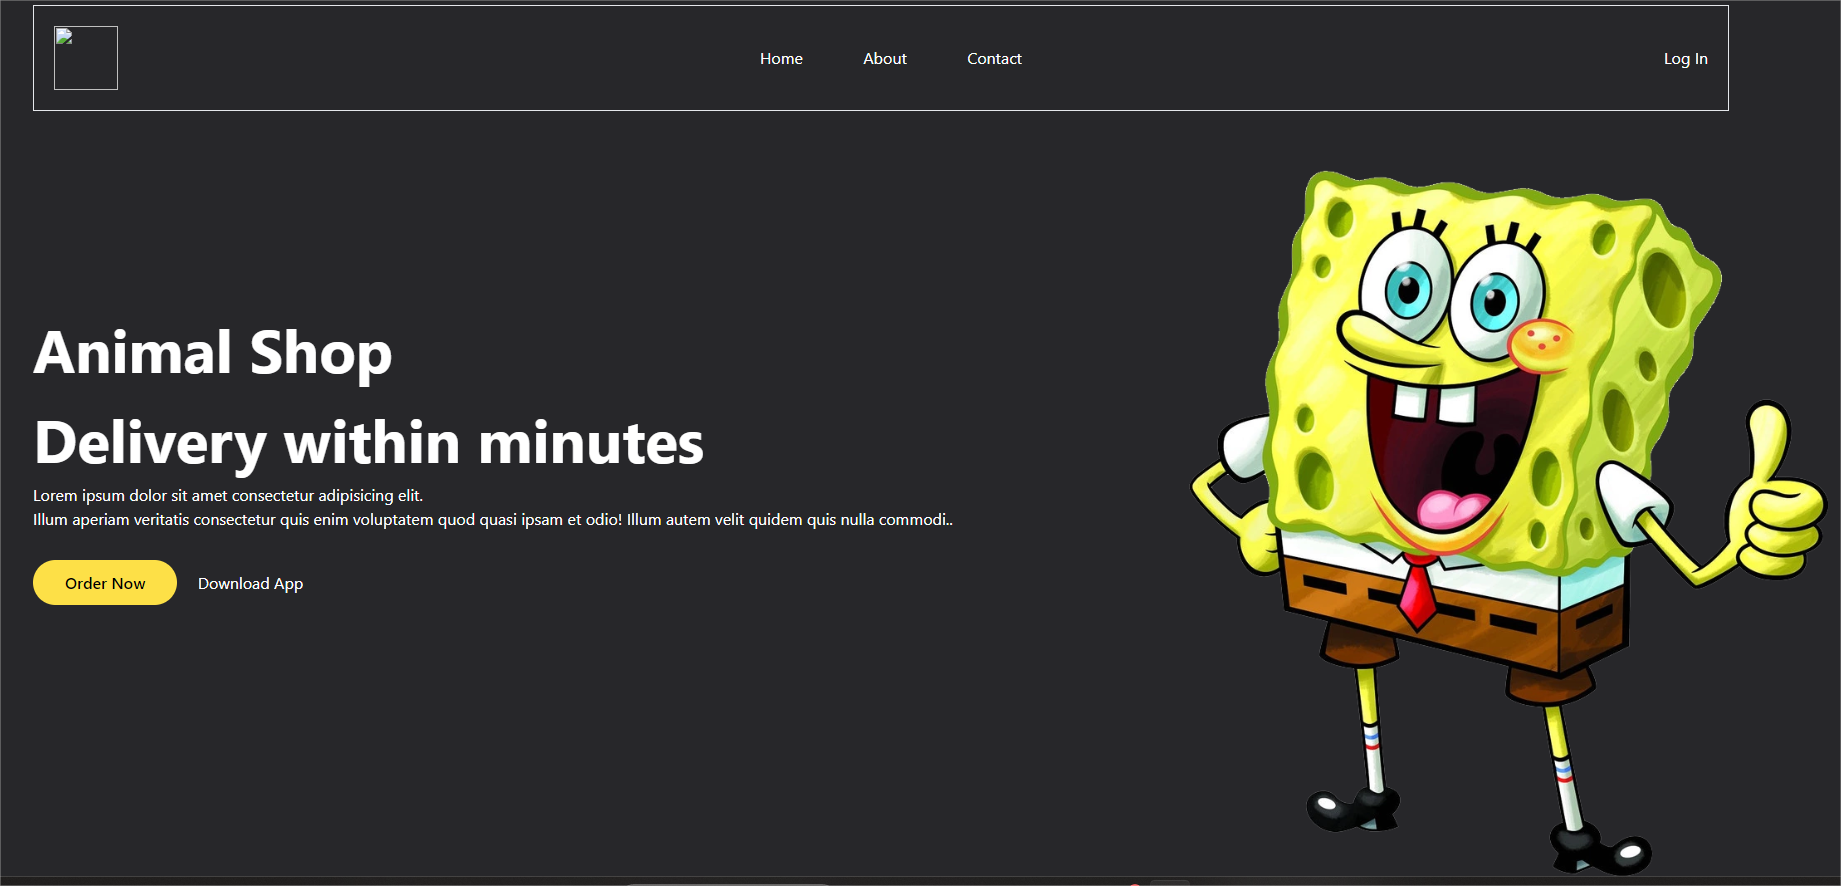 Home About Contact Log In
Animal Shop
Delivery within minutes
Lorem ipsum dolor sit amet consectetur adipisicing elit.
Illum aperiam veritatis consectetur quis enim voluptatem quod quasi ipsam et odio! Illum autem velit quidem quis nulla commodi..
Order Now Download App